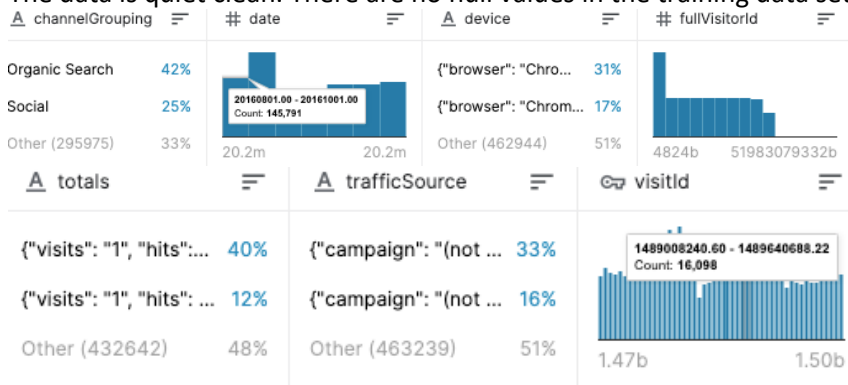 The data is quiet clean. There are no null values in the training data se
A channelGrouping
# date
A device
# fullVisitorId
Organic Search 42%
Social 25%
Other (295975) 33%
20160801.00 - 20161001.00
Count: 145,791
20.2m 20.2m
{"browser": "Chro... 31%
{"browser": "Chrom... 17%
Other (462944) 51%
4824b 51983079332b
A totals
A trafficSource
visitId
{"visits": "1", "hits":... 40%
{"visits": "1", "hits": ... 12%
Other (432642) 48%
{"campaign": "(not ... 33%
{"campaign": "(not ... 16%
Other (463239) 51%
1489008240.60 - 1489640688.22
Count: 16,098
1.47b 1.50b